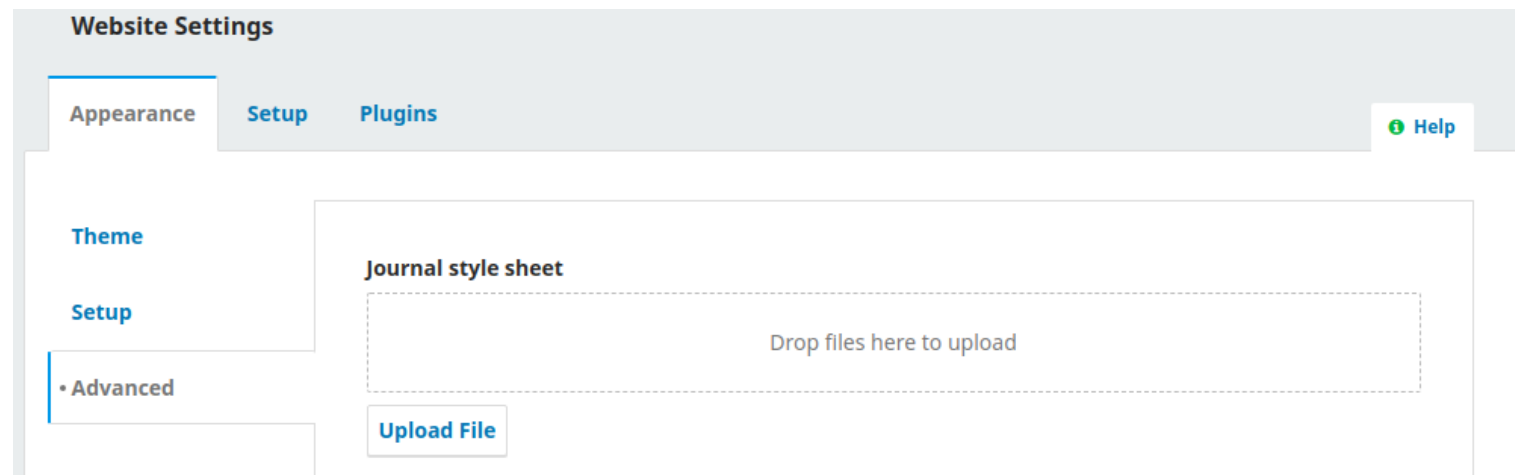 Website Settings
Appearance Setup Plugins
Help
Theme
Journal style sheet
Setup
Drop files here to upload
• Advanced
Upload File